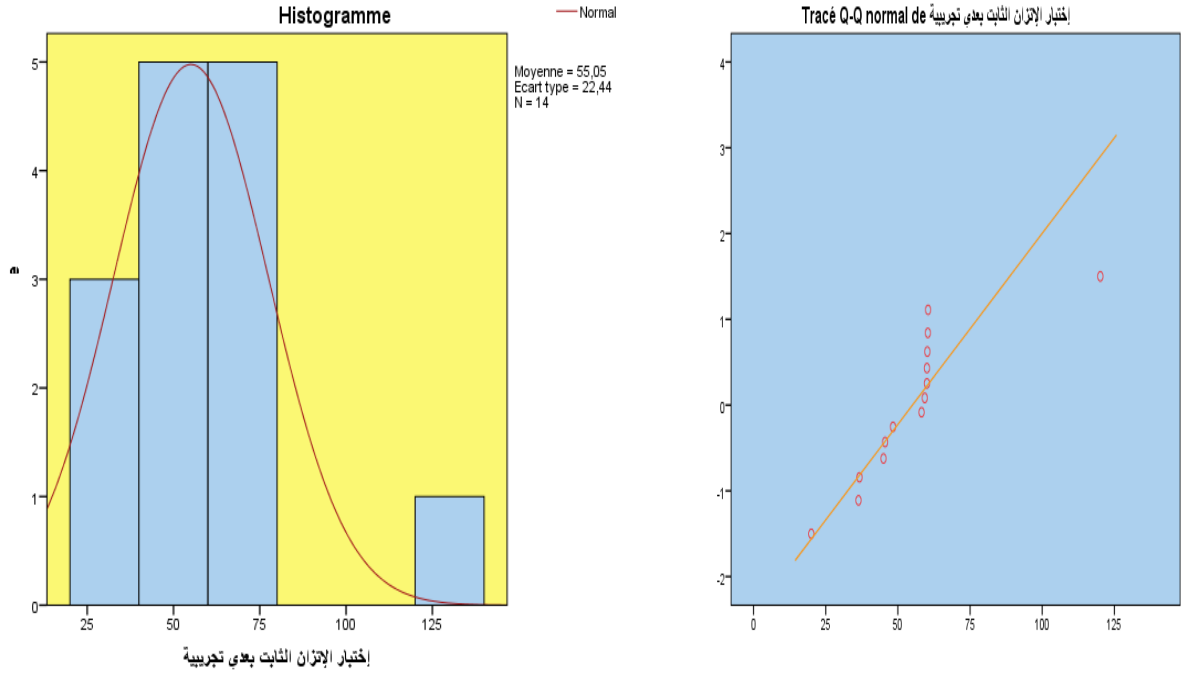 Histogramme
Normal
Moyenne = 55,05
Ecart type = 22,44
N = 14
5
4
3
2
1
0
25 50 75 100 125
إختبار الإتزان الثابت بعدي تجريبية
Tracé Q-Q normal de إختبار الإتزان الثابت بعدي تجريبية
4
3
2
1
0
-1
-2
0 25 50 75 100 125